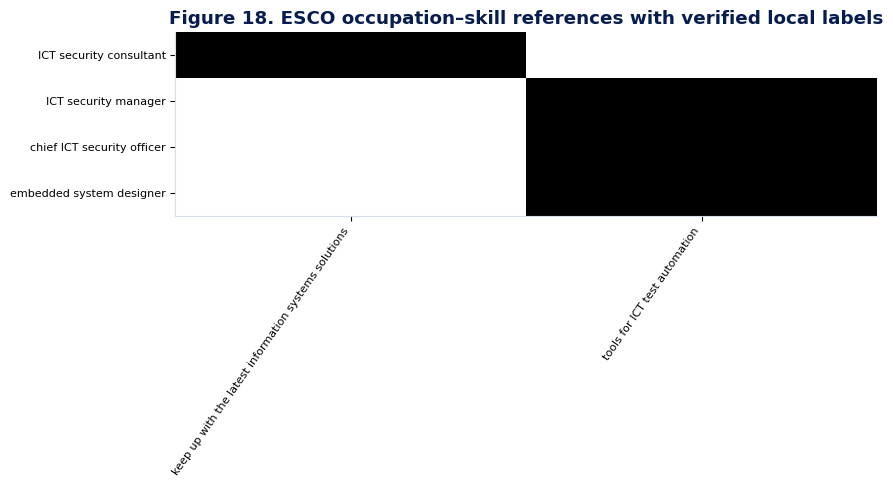 Figure 18. ESCO occupation–skill references with verified local labels
ICT security consultant
ICT security manager
chief ICT security officer
embedded system designer
keep up with the latest information systems solutions
tools for ICT test automation